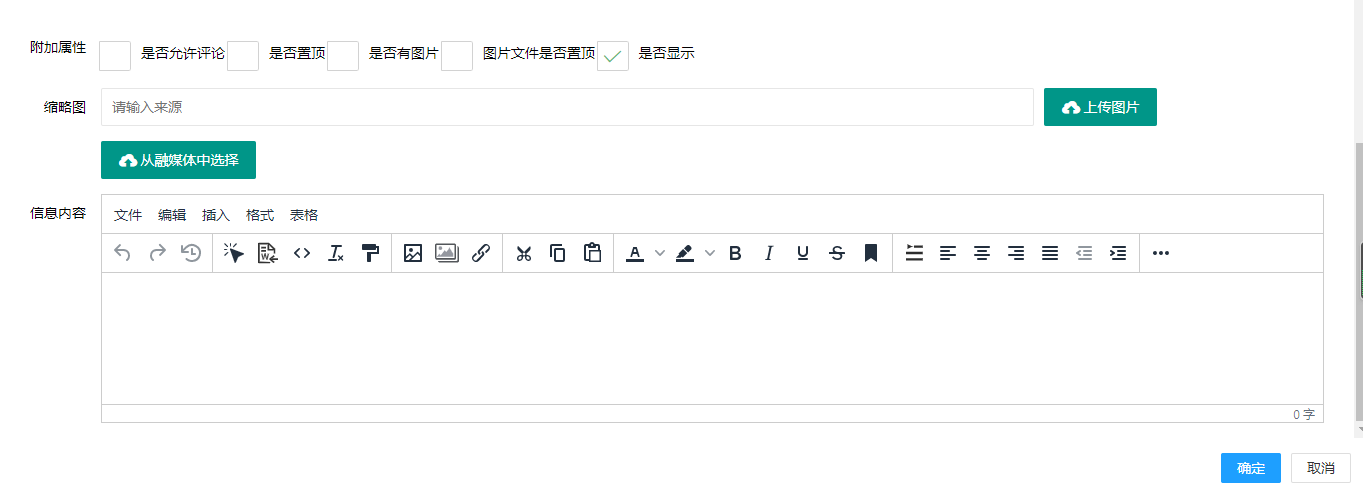 附加属性 是否允许评论 是否置顶 是否有图片 图片文件是否置顶 是否显示
缩略图 请输入来源 上传图片
从融媒体中选择
信息内容 文件 编辑 插入 格式 表格
0 字
确定 取消